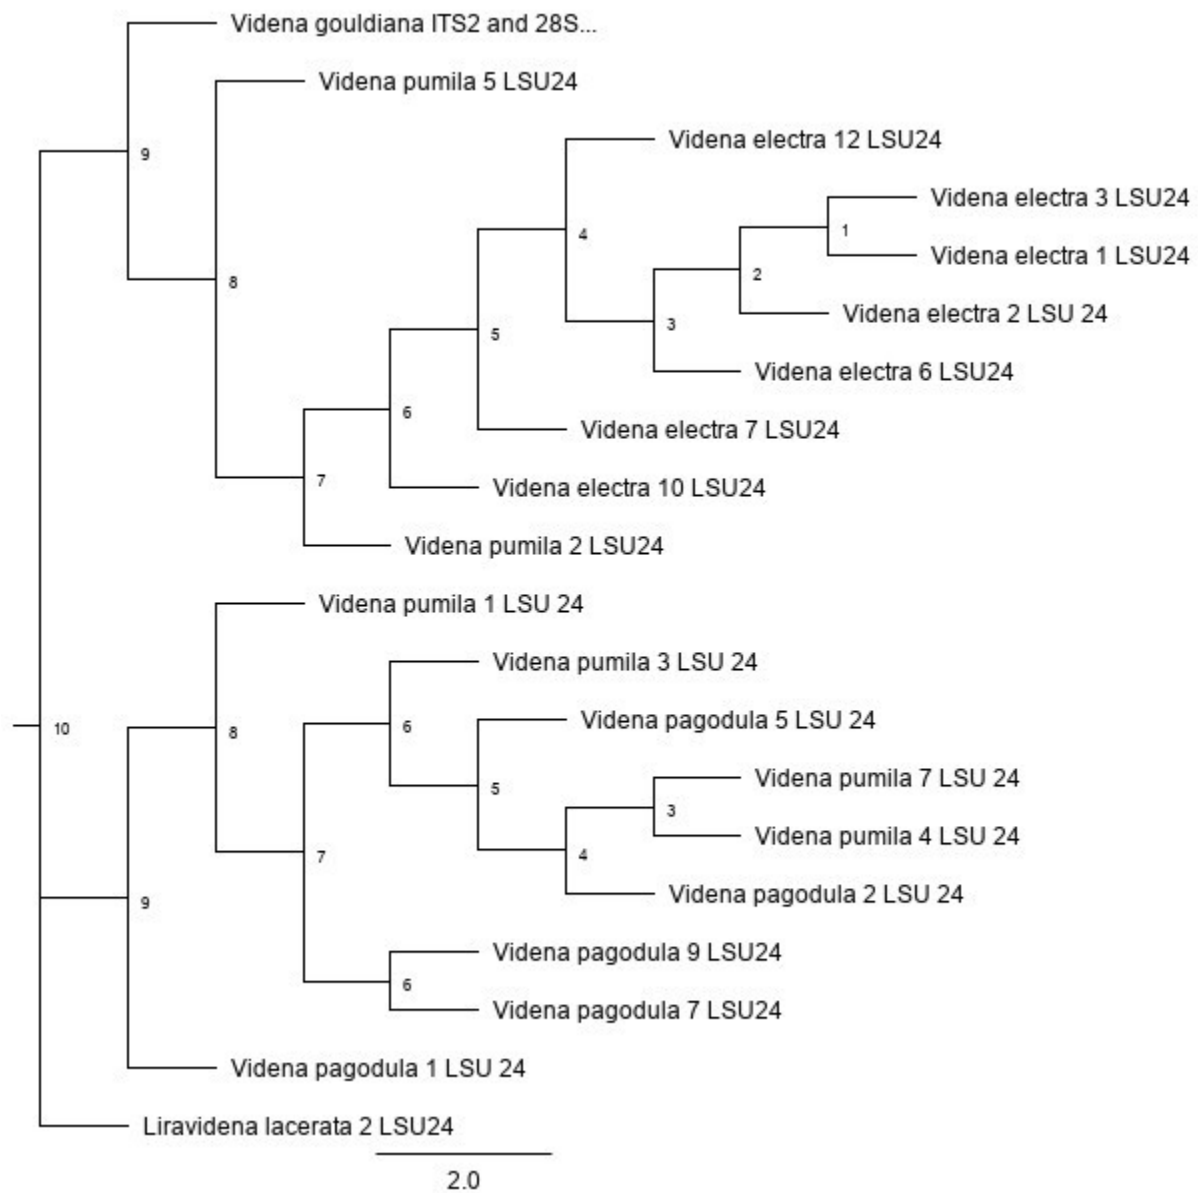 Videna gouldiana ITS2 and 28S...
Videna pumila 5 LSU24
Videna electra 12 LSU24
9
Videna electra 3 LSU24
1
4
Videna electra 1 LSU24
2
8
Videna electra 2 LSU 24
3
5
Videna electra 6 LSU24
6
Videna electra 7 LSU24
7
Videna electra 10 LSU24
Videna pumila 2 LSU24
Videna pumila 1 LSU 24
Videna pumila 3 LSU 24
Videna pagodula 5 LSU 24
10
8
6
Videna pumila 7 LSU 24
5
3
Videna pumila 4 LSU 24
7
4
Videna pagodula 2 LSU 24
9
Videna pagodula 9 LSU24
6
Videna pagodula 7 LSU24
Videna pagodula 1 LSU 24
Liravidena lacerata 2 LSU24
2.0